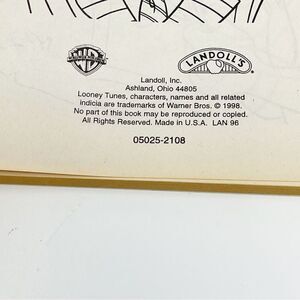 LANDOLL'S
Landoll, Inc.
Ashland, Ohio 44805
Looney Tunes, characters, names and all related
indicia are trademarks of Warner Bros. © 1998.
No part of this book may be reproduced or copied.
All Rights Reserved. Made in U.S.A. LAN 96
05025-2108